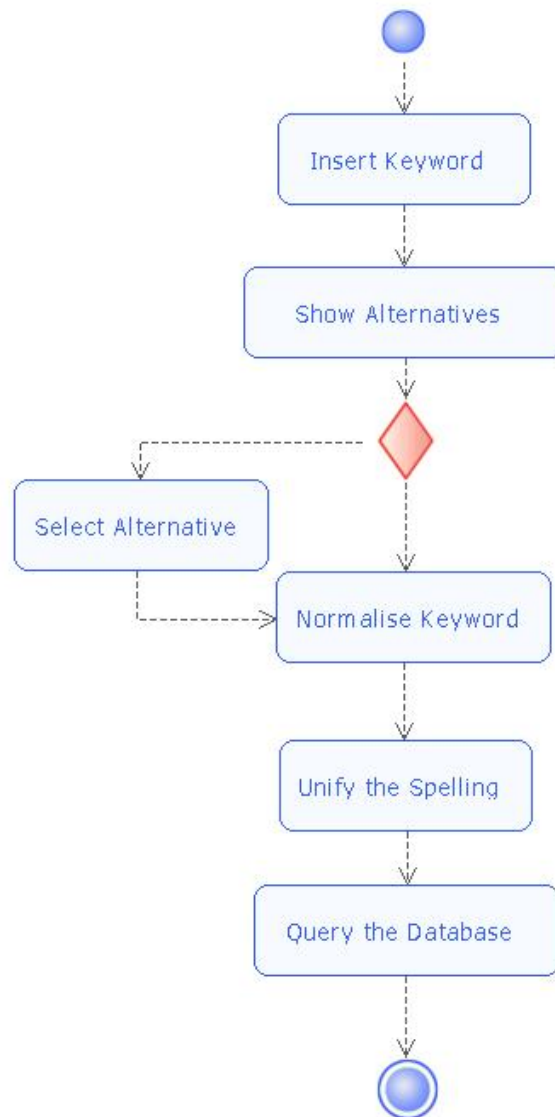 Insert Keyword
Show Alternatives
Select Alternative
Normalise Keyword
Unify the Spelling
Query the Database